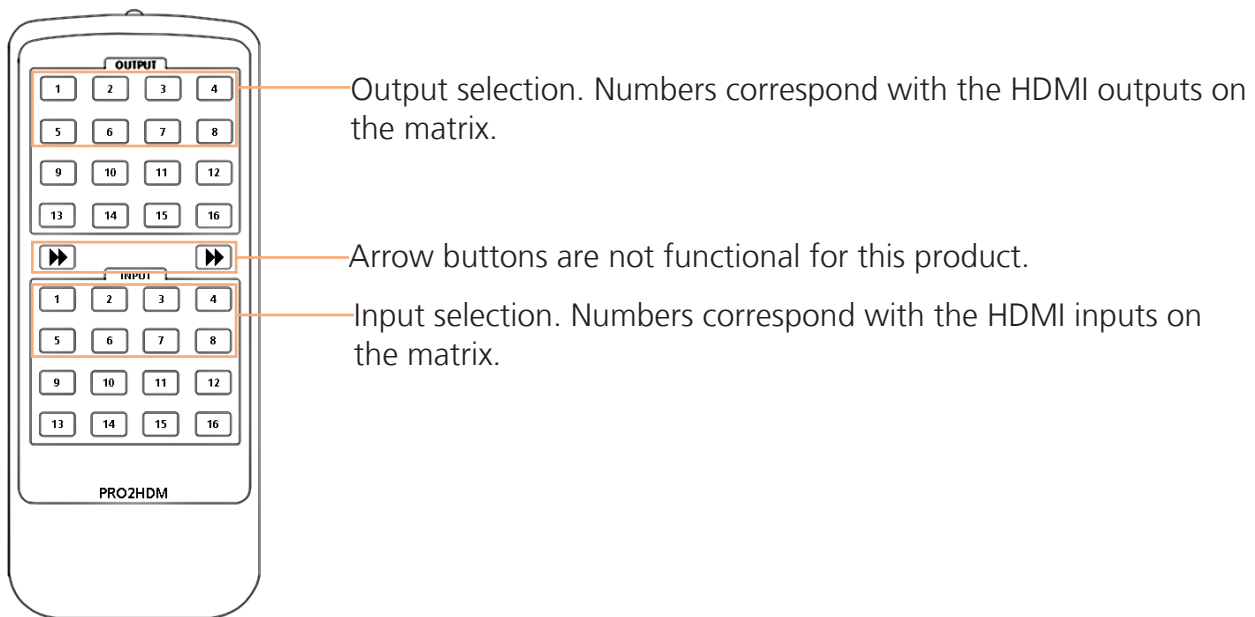 OUTPUT
1 2 3 4
Output selection. Numbers correspond with the HDMI outputs on
the matrix.
5 6 7 8
9 10 11 12
13 14 15 16
Arrow buttons are not functional for this product.
INPUT
1 2 3 4
Input selection. Numbers correspond with the HDMI inputs on
the matrix.
5 6 7 8
9 10 11 12
13 14 15 16
PRO2HDM